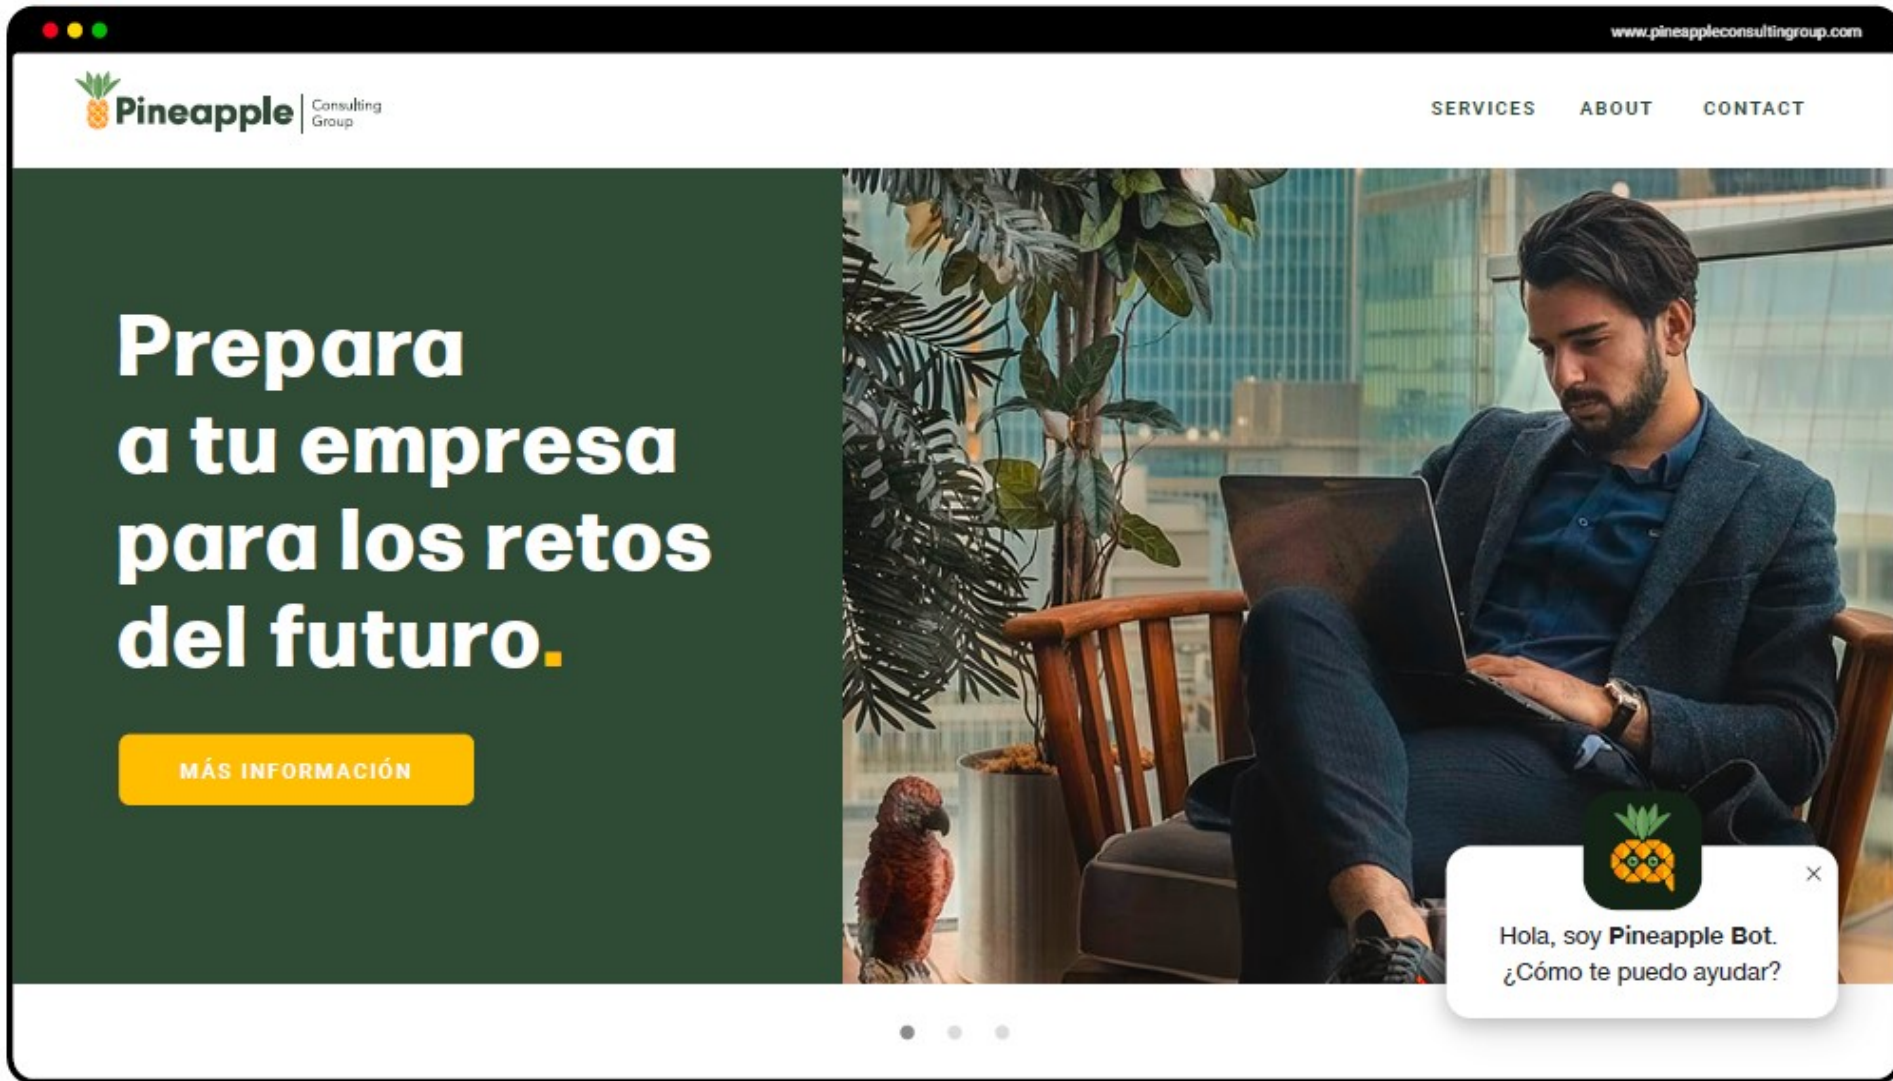 www.pineappleconsultingroup.com
Pineapple
Consulting
Group
SERVICES ABOUT CONTACT
Prepara
a tu empresa
para los retos
del futuro.
MÁS INFORMACIÓN
Hola, soy Pineapple Bot.
¿Cómo te puedo ayudar?